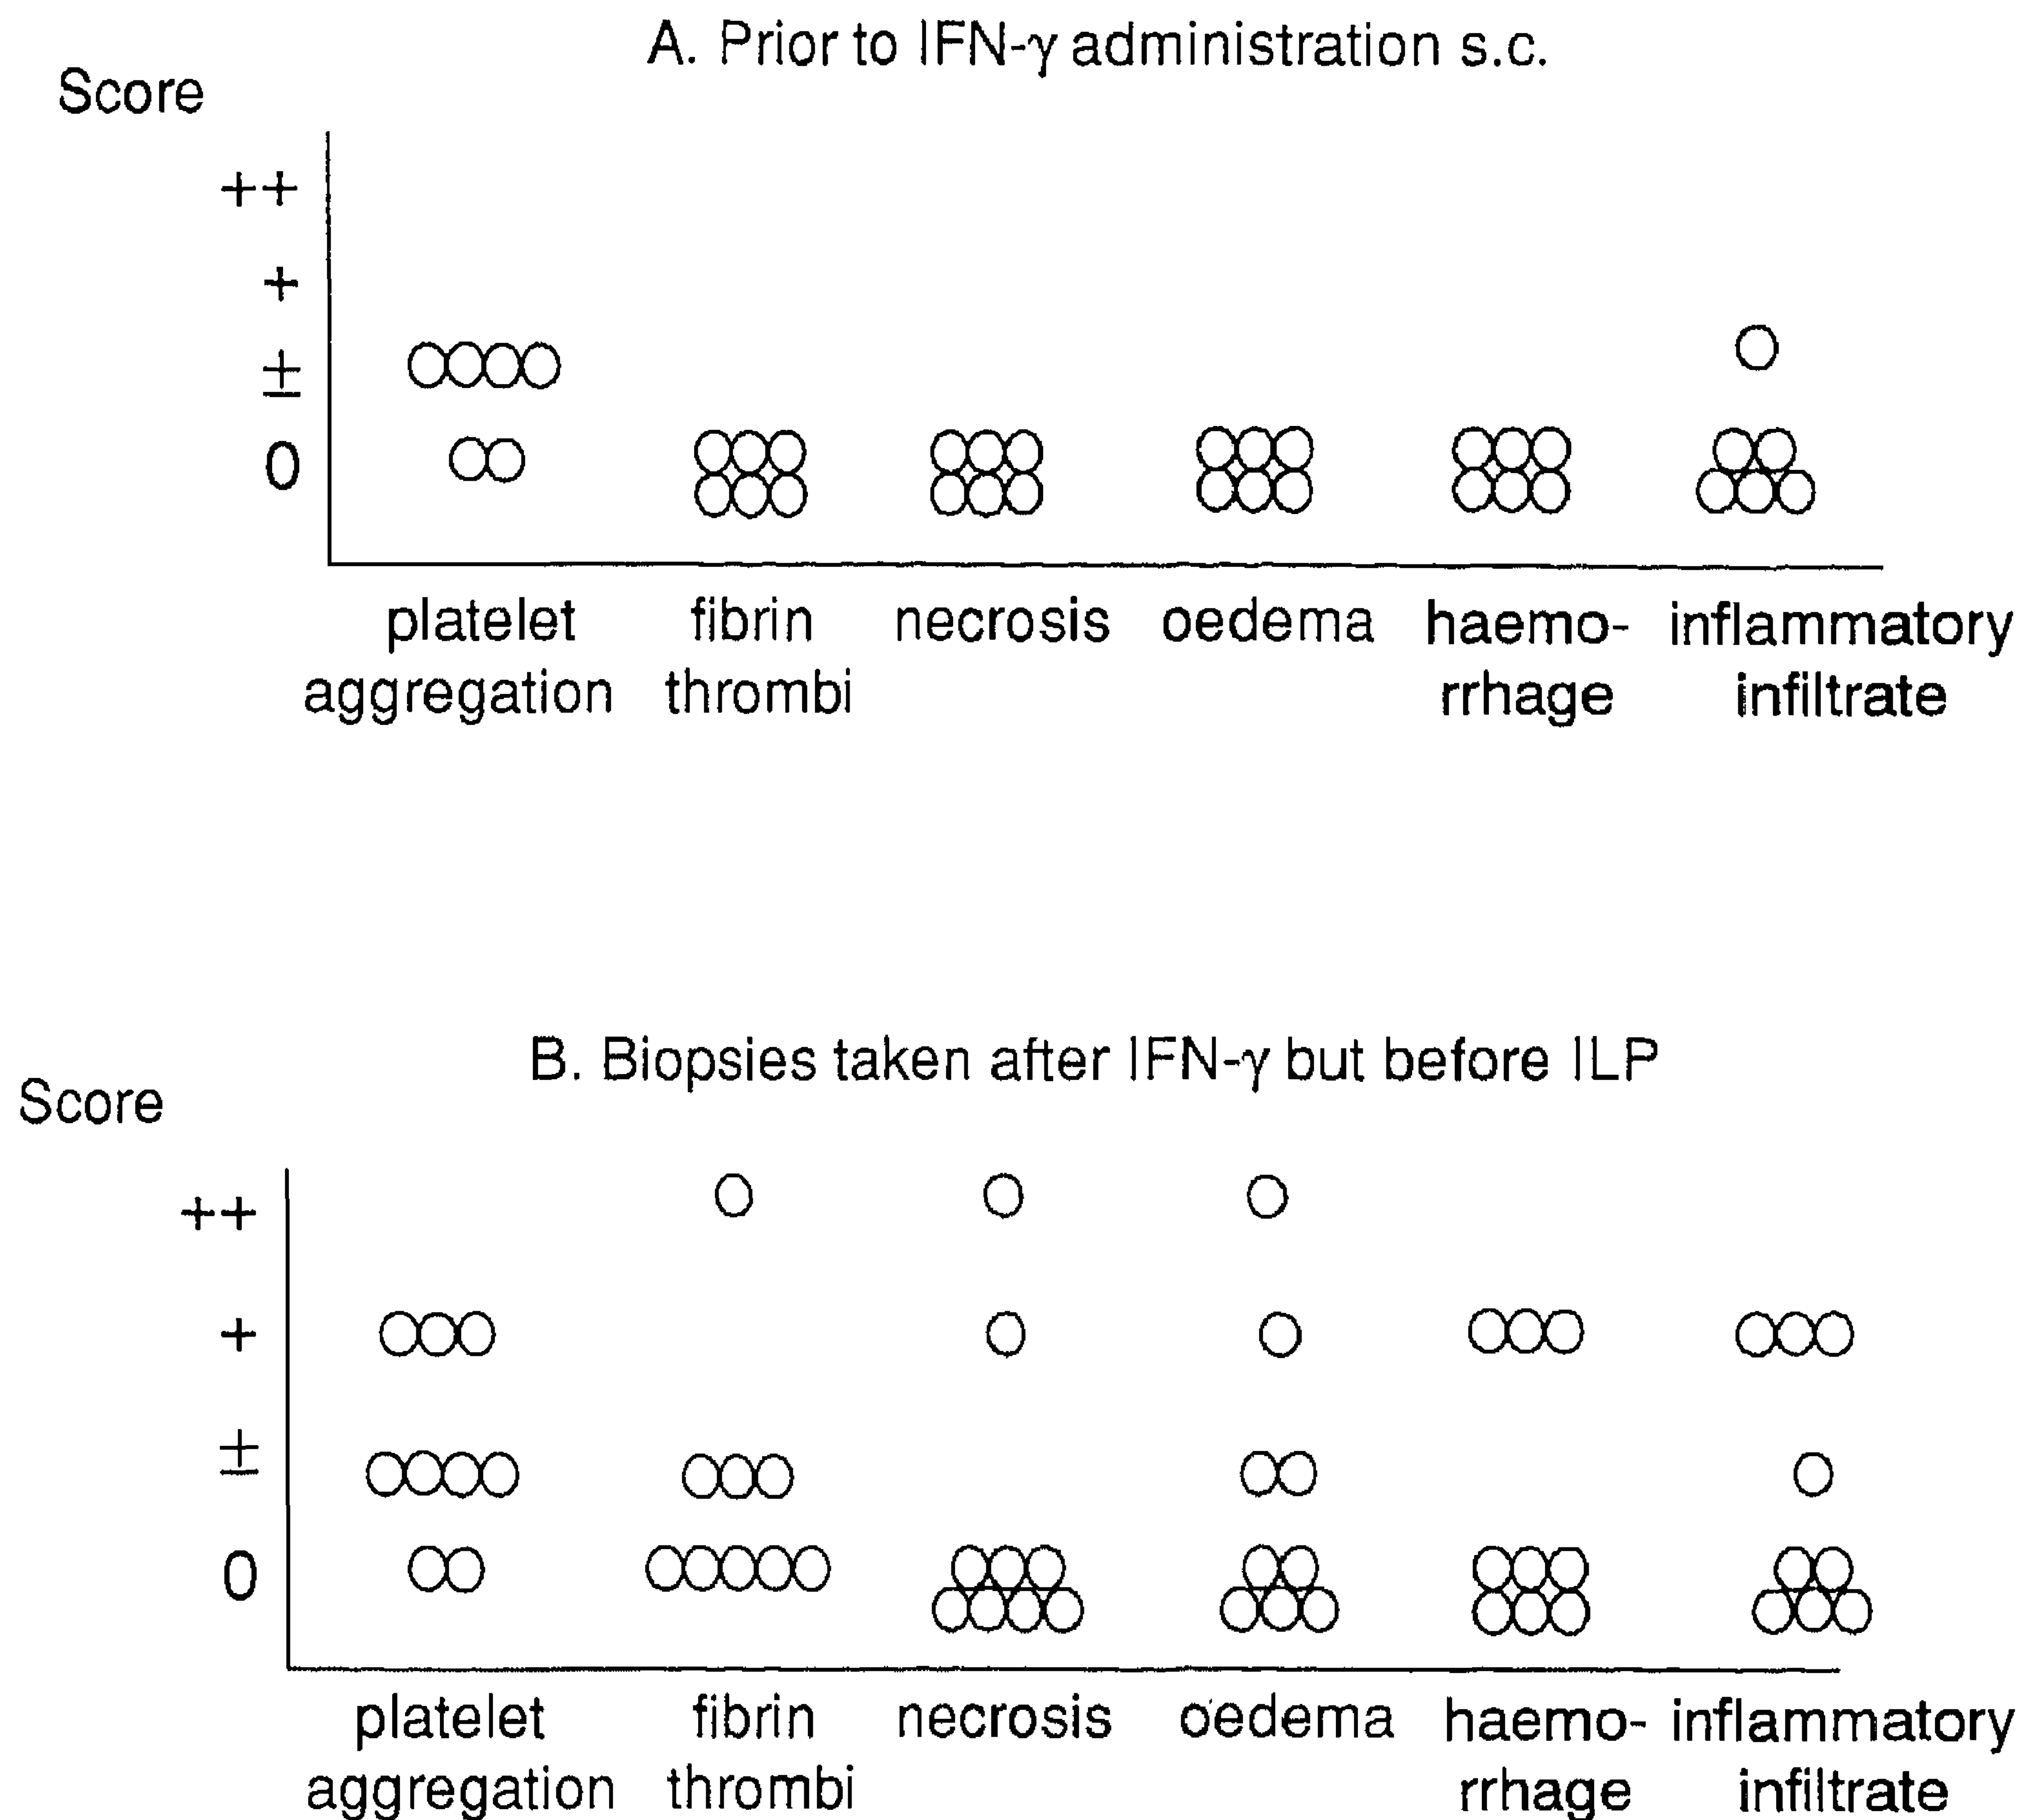 A. Prior to IFN-γ administration s.c.
Score
++
+
±
0
platelet fibrin necrosis oedema haemo- inflammatory
aggregation thrombi rrhage infiltrate
B. Biopsies taken after IFN-γ but before ILP
Score
++
+
±
0
platelet fibrin necrosis oedema haemo- inflammatory
aggregation thrombi rrhage infiltrate